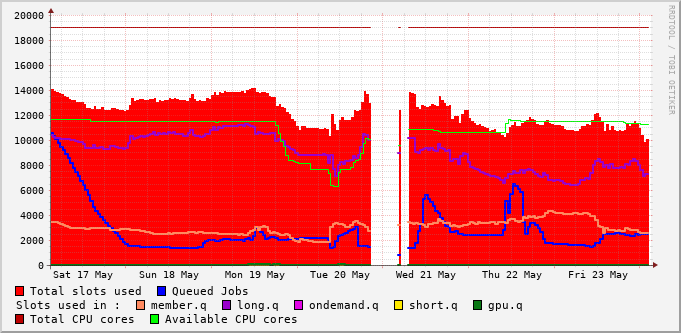 20000
18000
16000
14000
12000
10000
8000
6000
4000
2000
0
Sat 17 May Sun 18 May Mon 19 May Tue 20 May Wed 21 May Thu 22 May Fri 23 May
RRDTOOL / TOBI OETIKER
Total slots used Queued Jobs
Slots used in : member.q long.q ondemand.q short.q gpu.q
Total CPU cores Available CPU cores